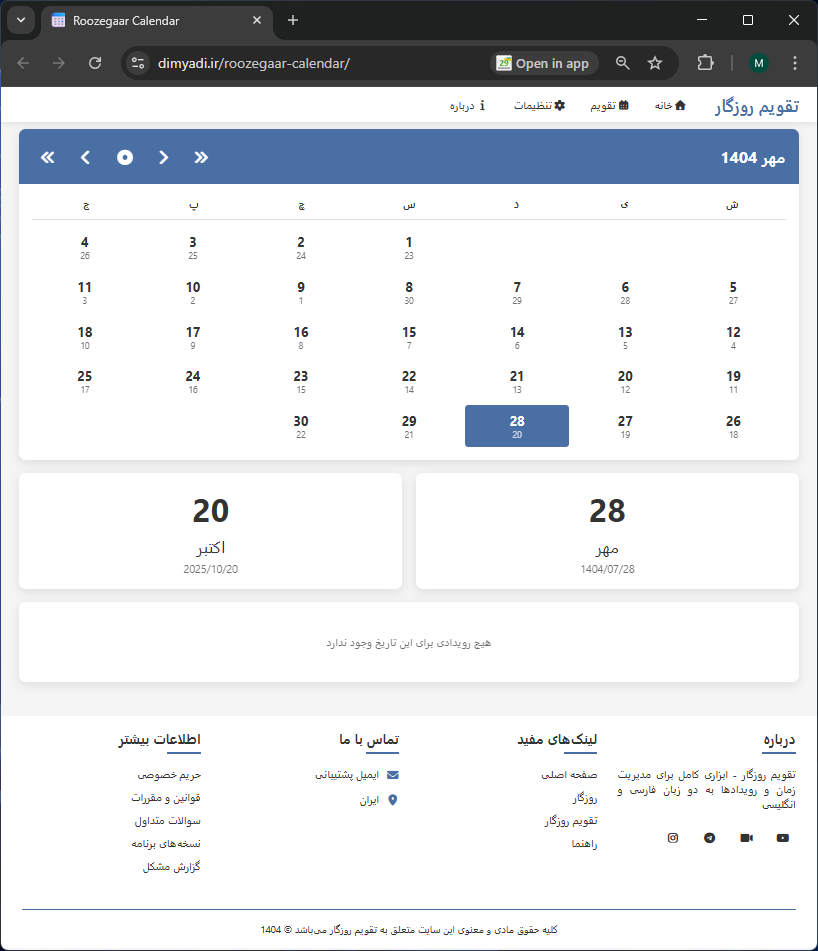 Roozegaar Calendar
dimyadi.ir/roozegaar-calendar/
29
Open in app
M
تقویم روزگار
خانه
تقویم
تنظیمات
درباره
مهر 1404
ش ی د س چ پ ج
1 2 3 4
23 24 25 26
5 6 7 8 9 10 11
27 28 29 30 1 2 3
12 13 14 15 16 17 18
4 5 6 7 8 9 10
19 20 21 22 23 24 25
11 12 13 14 15 16 17
26 27 28 29 30
18 19 20 21 22
28
مهر
1404/07/28
20
اکتبر
2025/10/20
هیچ رویدادی برای این تاریخ وجود ندارد
درباره
تقویم روزگار - ابزاری کامل برای مدیریت
زمان و رویدادها به دو زبان فارسی و
انگلیسی
لینک‌های مفید
صفحه اصلی
روزگار
تقویم روزگار
راهنما
تماس با ما
ایمیل پشتیبانی
ایران
اطلاعات بیشتر
حریم خصوصی
قوانین و مقررات
سوالات متداول
نسخه‌های برنامه
گزارش مشکل
کلیه حقوق مادی و معنوی این سایت متعلق به تقویم روزگار می‌باشد © 1404